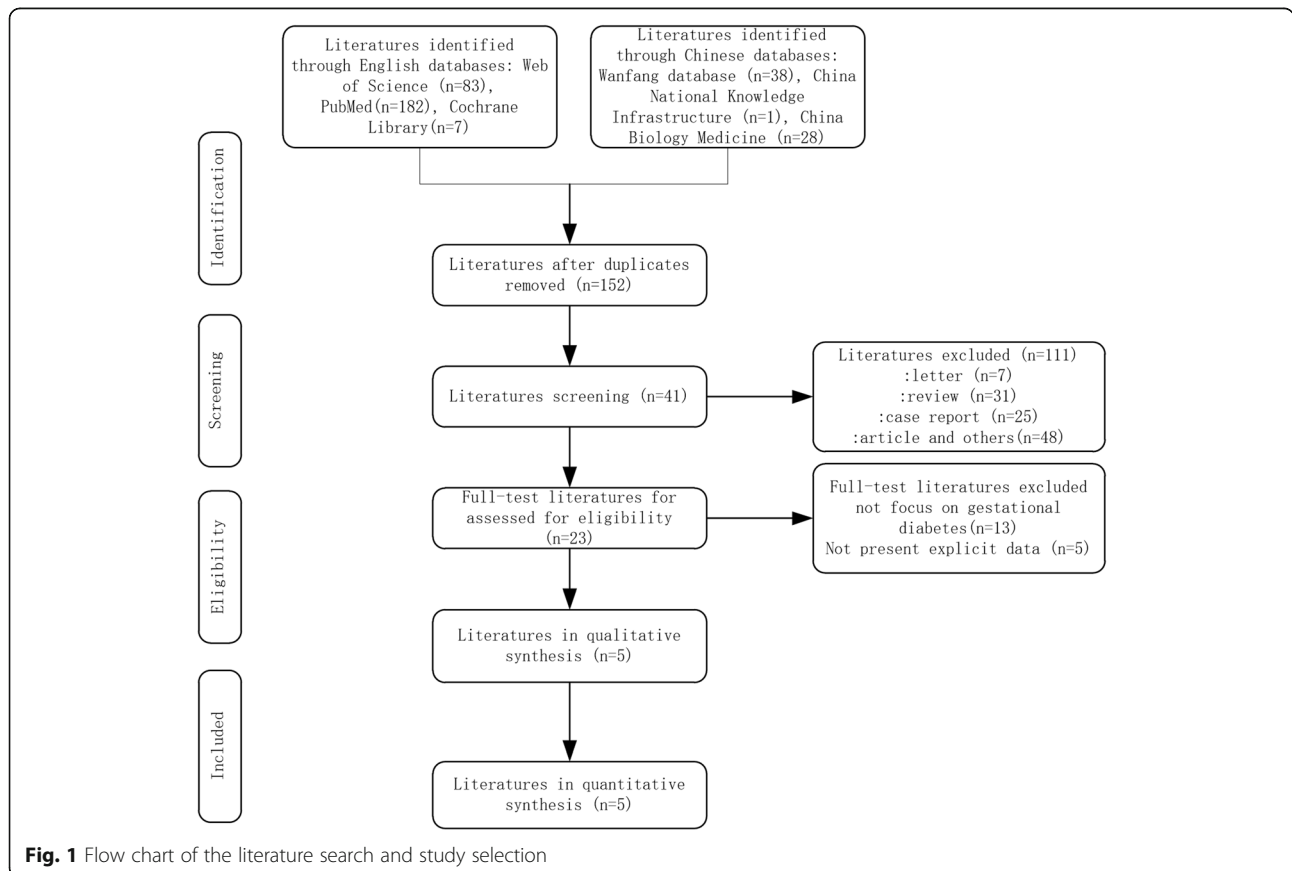 Literatures identified
through English databases: Web
of Science (n=83),
PubMed(n=182), Cochrane
Library(n=7)
Literatures identified
through Chinese databases:
Wanfang database (n=38), China
National Knowledge
Infrastructure (n=1), China
Biology Medicine (n=28)
Identification
Literatures after duplicates
removed (n=152)
Screening
Literatures screening (n=41)
Literatures excluded (n=111)
:letter (n=7)
:review (n=31)
:case report (n=25)
:article and others(n=48)
Eligibility
Full-test literatures for
assessed for eligibility
(n=23)
Full-test literatures excluded
not focus on gestational
diabetes(n=13)
Not present explicit data (n=5)
Literatures in qualitative
synthesis (n=5)
Included
Literatures in quantitative
synthesis (n=5)
Fig. 1 Flow chart of the literature search and study selection